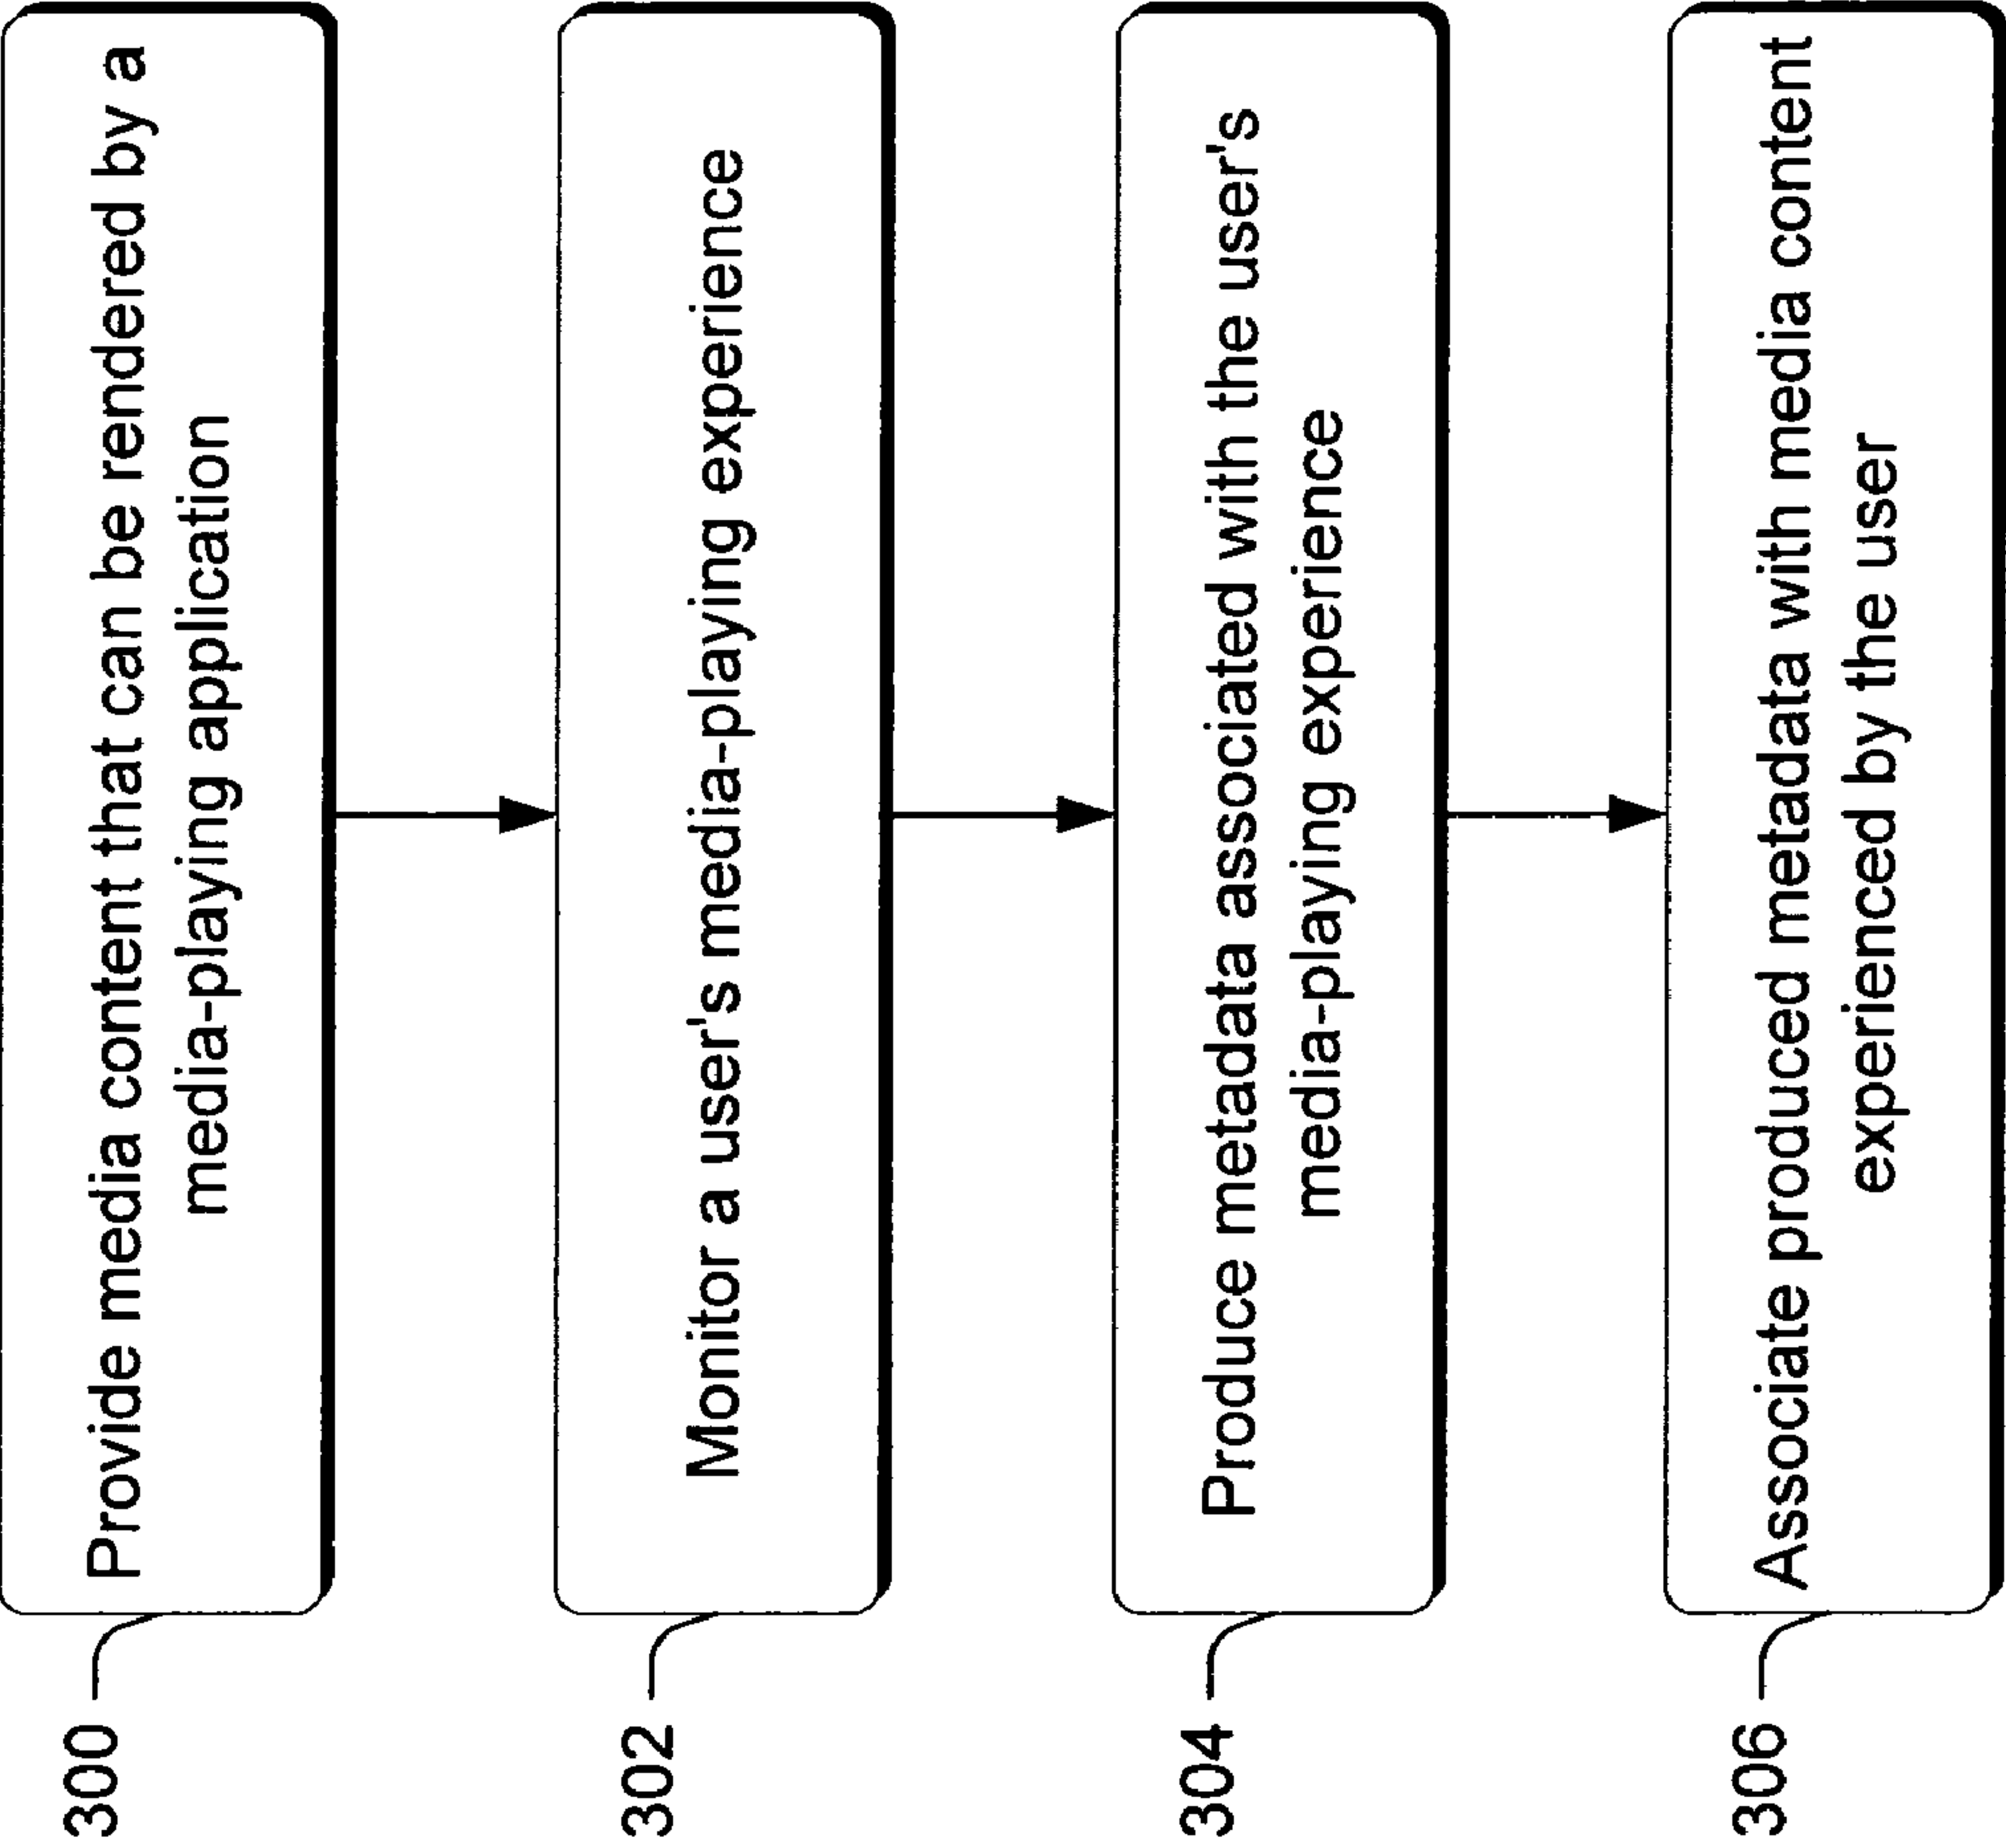 300
Provide media content that can be rendered by a
media-playing application
302
Monitor a user's media-playing experience
304
Produce metadata associated with the user's
media-playing experience
306
Associate produced metadata with media content
experienced by the user